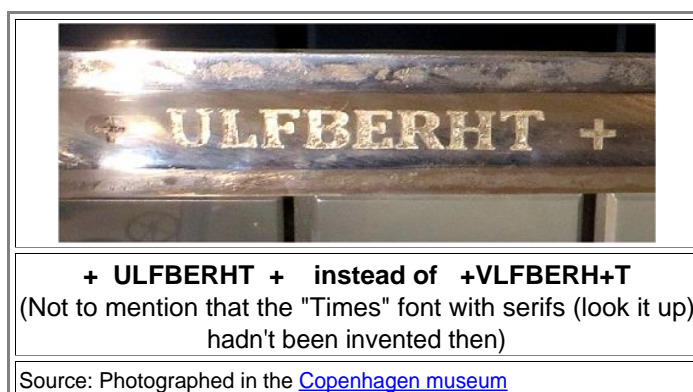 + ULFBERHT +
+ ULFBERHT + instead of +VLFBERH+T
(Not to mention that the "Times" font with serifs (look it up)
hadn't been invented then)
Source: Photographed in the Copenhagen museum